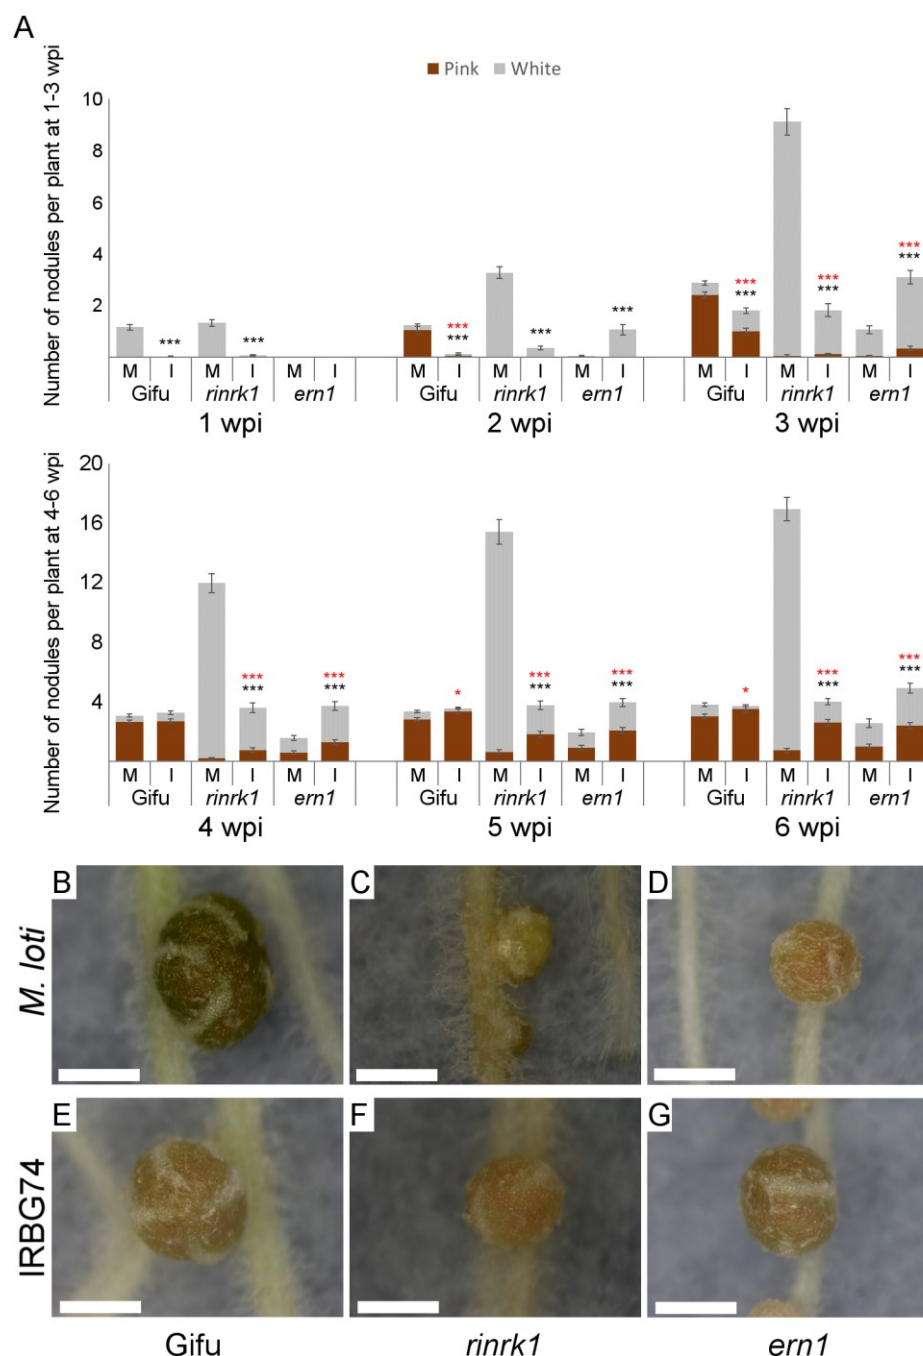 A
Number of nodules per plant at 1-3 wpi
Pink White
10
8
6
4
2
*** *** *** *** *** *** *** *** *** *** *** ***
M I M I M I M I M I M I M I M I M I
Gifu rinrk1 ern1 Gifu rinrk1 ern1 Gifu rinrk1 ern1
1 wpi 2 wpi 3 wpi
Number of nodules per plant at 4-6 wpi
20
16
12
8
4
*** *** *** *** * *** *** *** *** * *** *** *** ***
M I M I M I M I M I M I M I M I M I
Gifu rinrk1 ern1 Gifu rinrk1 ern1 Gifu rinrk1 ern1
4 wpi 5 wpi 6 wpi
M. loti
B C D
IRBG74
E F G
Gifu rinrk1 ern1